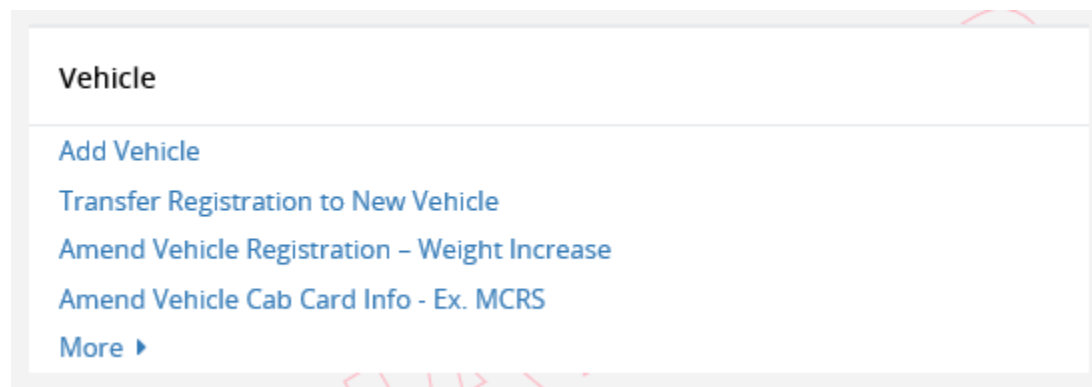 Vehicle
Add Vehicle
Transfer Registration to New Vehicle
Amend Vehicle Registration – Weight Increase
Amend Vehicle Cab Card Info - Ex. MCRS
More